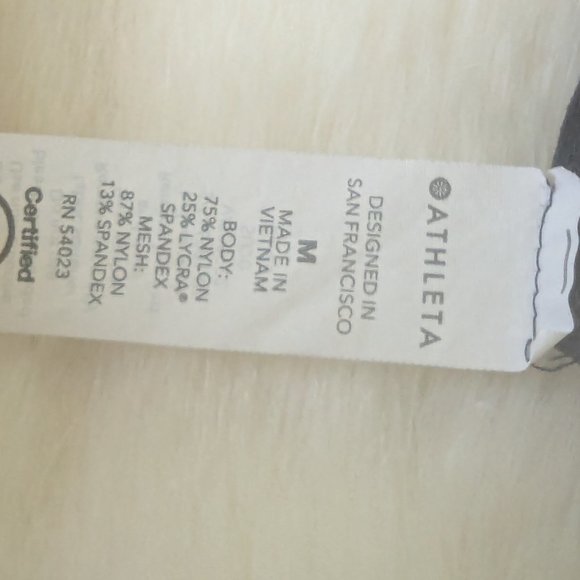 ATHLETA
DESIGNED IN
SAN FRANCISCO
M
MADE IN
VIETNAM
BODY:
75% NYLON
25% LYCRA®
SPANDEX
MESH:
87% NYLON
13% SPANDEX
RN 54023
Certified